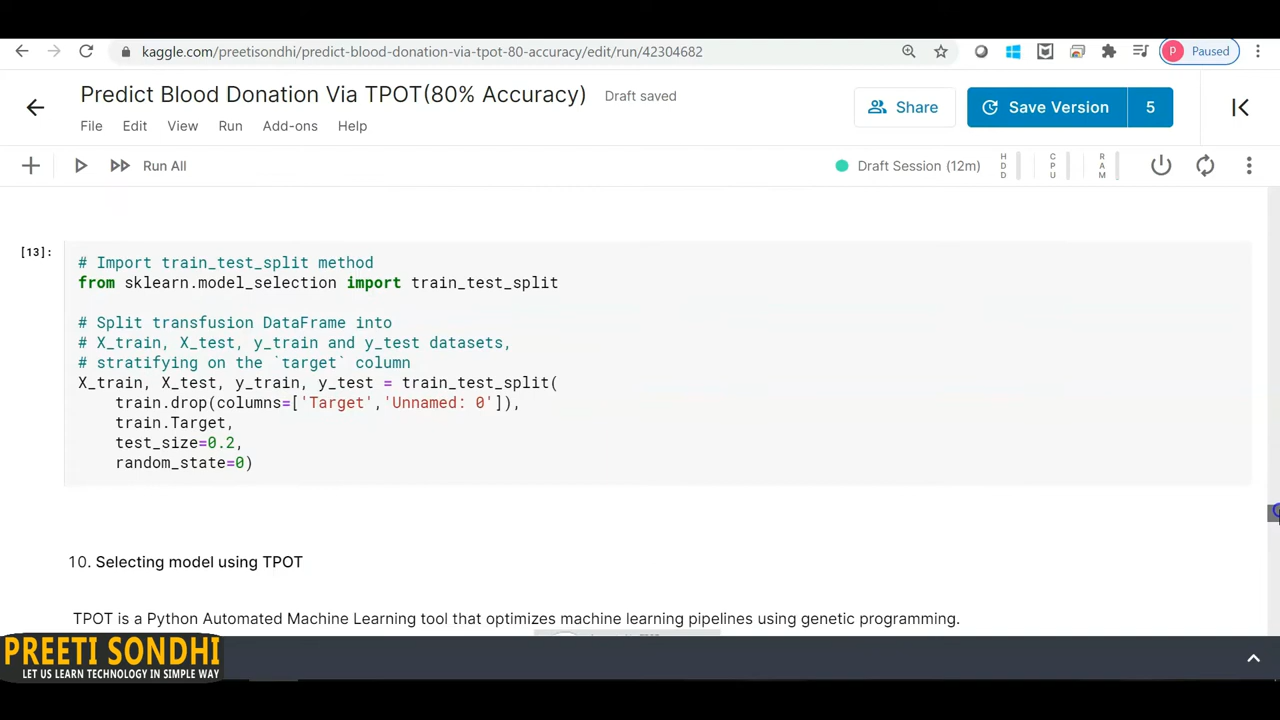 kaggle.com/preetisondhi/predict-blood-donation-via-tpot-80-accuracy/edit/run/42304682
p Paused
Predict Blood Donation Via TPOT(80% Accuracy) Draft saved
Share
Save Version 5
File Edit View Run Add-ons Help
Run All
Draft Session (12m)
HDD
CPU
RAM
[13]:
# Import train_test_split method
from sklearn.model_selection import train_test_split
# Split transfusion DataFrame into
# X_train, X_test, y_train and y_test datasets,
# stratifying on the `target` column
X_train, X_test, y_train, y_test = train_test_split(
train.drop(columns=['Target','Unnamed: 0']),
train.Target,
test_size=0.2,
random_state=0)
10. Selecting model using TPOT
TPOT is a Python Automated Machine Learning tool that optimizes machine learning pipelines using genetic programming.
PREETI SONDHI
LET US LEARN TECHNOLOGY IN SIMPLE WAY